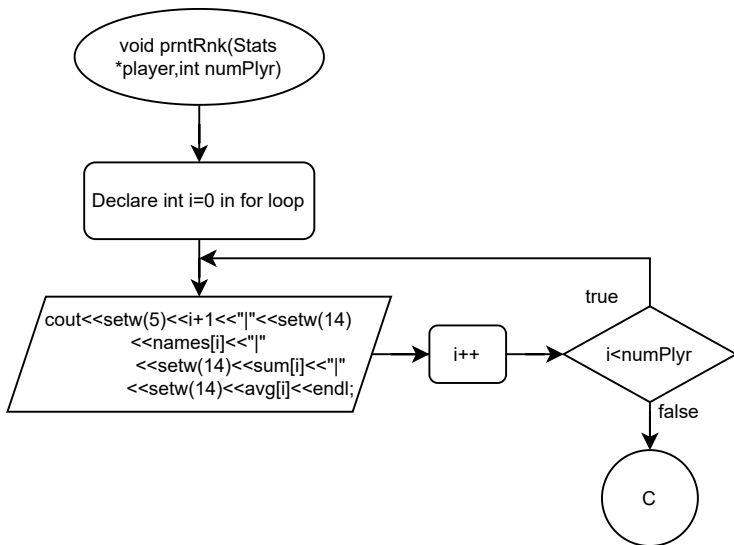 void prntRnk(Stats
*player,int numPlyr)
Declare int i=0 in for loop
cout<<setw(5)<<i+1<<"|"<<setw(14)
<<names[i]<<"|"
<<setw(14)<<sum[i]<<"|"
<<setw(14)<<avg[i]<<endl;
i++
true
i<numPlyr
false
C